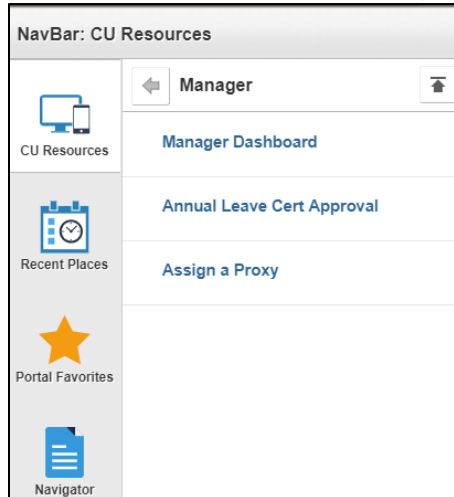 NavBar: CU Resources
Manager
CU Resources
Manager Dashboard
Annual Leave Cert Approval
Recent Places
Assign a Proxy
Portal Favorites
Navigator